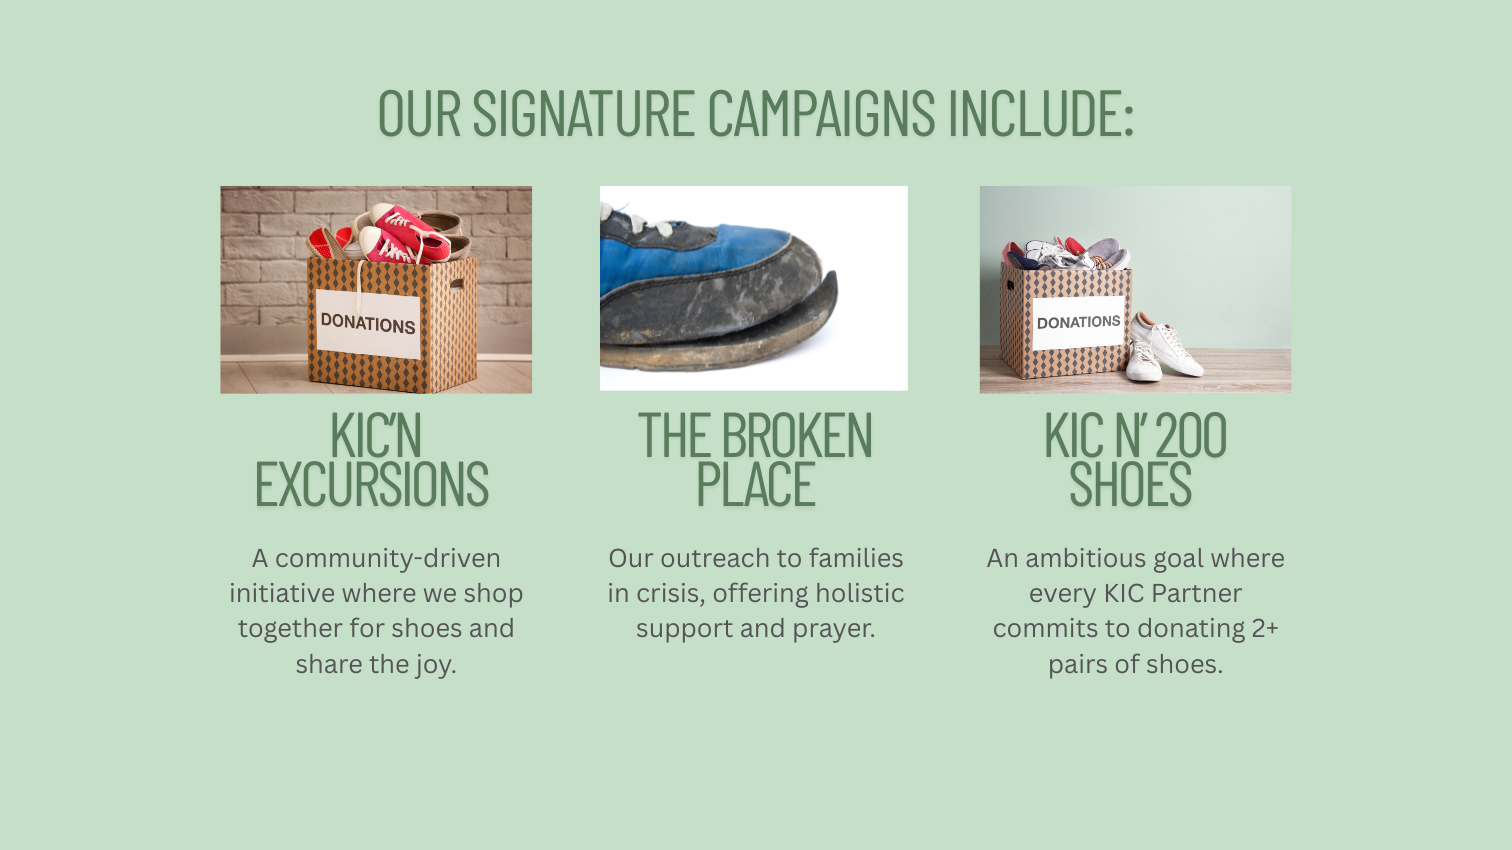 OUR SIGNATURE CAMPAIGNS INCLUDE:
DONATIONS
KIC'N
EXCURSIONS
A community-driven
initiative where we shop
together for shoes and
share the joy.
THE BROKEN
PLACE
Our outreach to families
in crisis, offering holistic
support and prayer.
DONATIONS
KIC N' 200
SHOES
An ambitious goal where
every KIC Partner
commits to donating 2+
pairs of shoes.